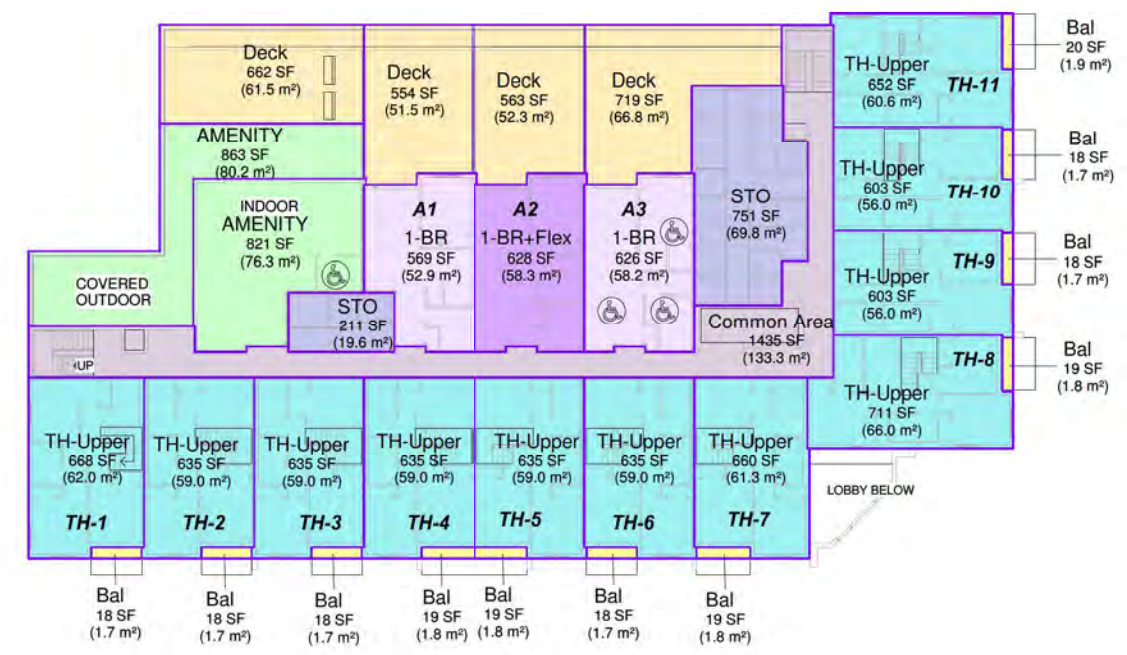 Deck
662 SF
(61.5 m²)
Deck
554 SF
(51.5 m²)
Deck
563 SF
(52.3 m²)
Deck
719 SF
(66.8 m²)
AMENITY
863 SF
(80.2 m²)
INDOOR
AMENITY
821 SF
(76.3 m²)
COVERED
OUTDOOR
A1
1-BR
569 SF
(52.9 m²)
A2
1-BR+Flex
628 SF
(58.3 m²)
A3
1-BR
626 SF
(58.2 m²)
STO
751 SF
(69.8 m²)
STO
211 SF
(19.6 m²)
Common Area
1435 SF
(133.3 m²)
UP
TH-Upper
652 SF
(60.6 m²)
TH-11
Bal
20 SF
(1.9 m²)
TH-Upper
603 SF
(56.0 m²)
TH-10
Bal
18 SF
(1.7 m²)
TH-Upper
603 SF
(56.0 m²)
TH-9
Bal
18 SF
(1.7 m²)
TH-Upper
711 SF
(66.0 m²)
TH-8
Bal
19 SF
(1.8 m²)
LOBBY BELOW
TH-Upper
668 SF
(62.0 m²)
TH-1
TH-Upper
635 SF
(59.0 m²)
TH-2
TH-Upper
635 SF
(59.0 m²)
TH-3
TH-Upper
635 SF
(59.0 m²)
TH-4
TH-Upper
635 SF
(59.0 m²)
TH-5
TH-Upper
635 SF
(59.0 m²)
TH-6
TH-Upper
660 SF
(61.3 m²)
TH-7
Bal
18 SF
(1.7 m²)
Bal
18 SF
(1.7 m²)
Bal
18 SF
(1.7 m²)
Bal
19 SF
(1.8 m²)
Bal
19 SF
(1.8 m²)
Bal
18 SF
(1.7 m²)
Bal
19 SF
(1.8 m²)